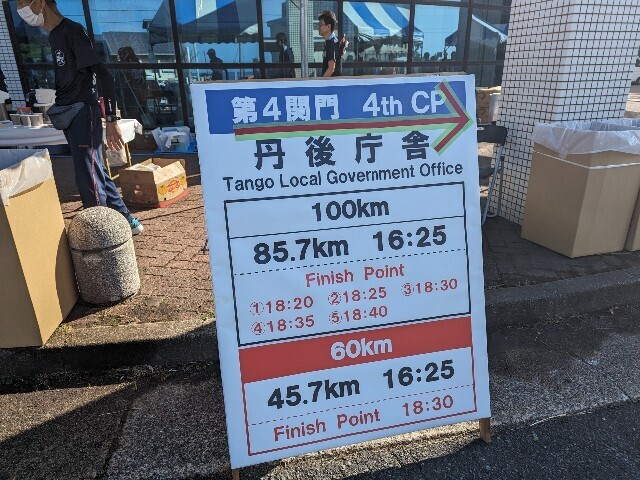 第4関門 4th CP
丹後庁舎
Tango Local Government Office
100km
85.7km 16:25
Finish Point
①18:20 ②18:25 ③18:30
④18:35 ⑤18:40
60km
45.7km 16:25
Finish Point 18:30